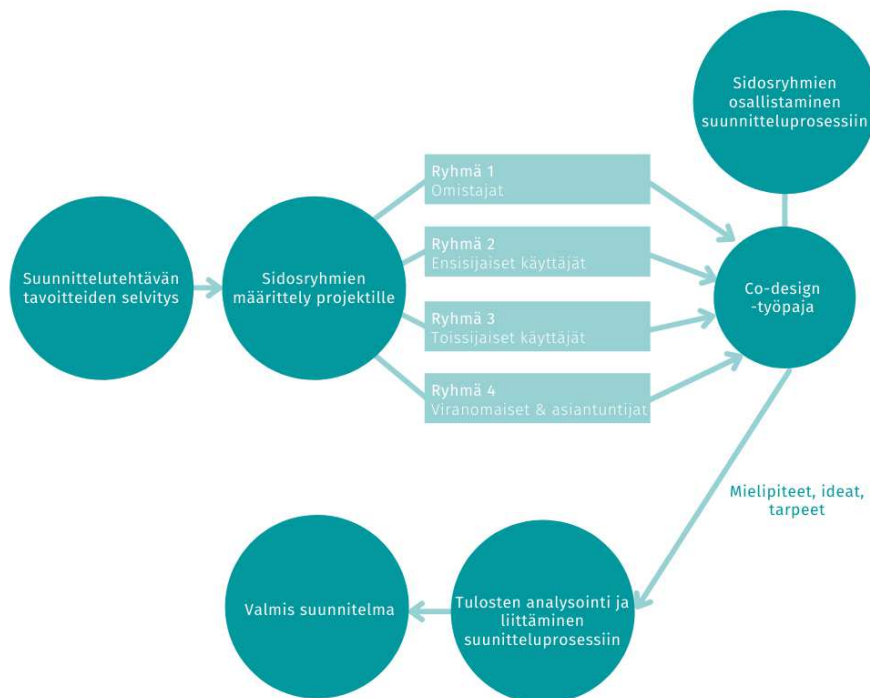 Sidosryhmien
osallistaminen
suunnitteluprosessiin
Suunnittelutehtävän
tavoitteiden selvitys
Sidosryhmien
määrittely projektille
Ryhmä 1
Omistajat
Ryhmä 2
Ensisijaiset käyttäjät
Ryhmä 3
Toissijaiset käyttäjät
Ryhmä 4
Viranomaiset & asiantuntijat
Co-design
-työpaja
Mielipiteet, ideat,
tarpeet
Tulosten analysointi ja
liittäminen
suunitteluprosessiin
Valmis suunnitelma